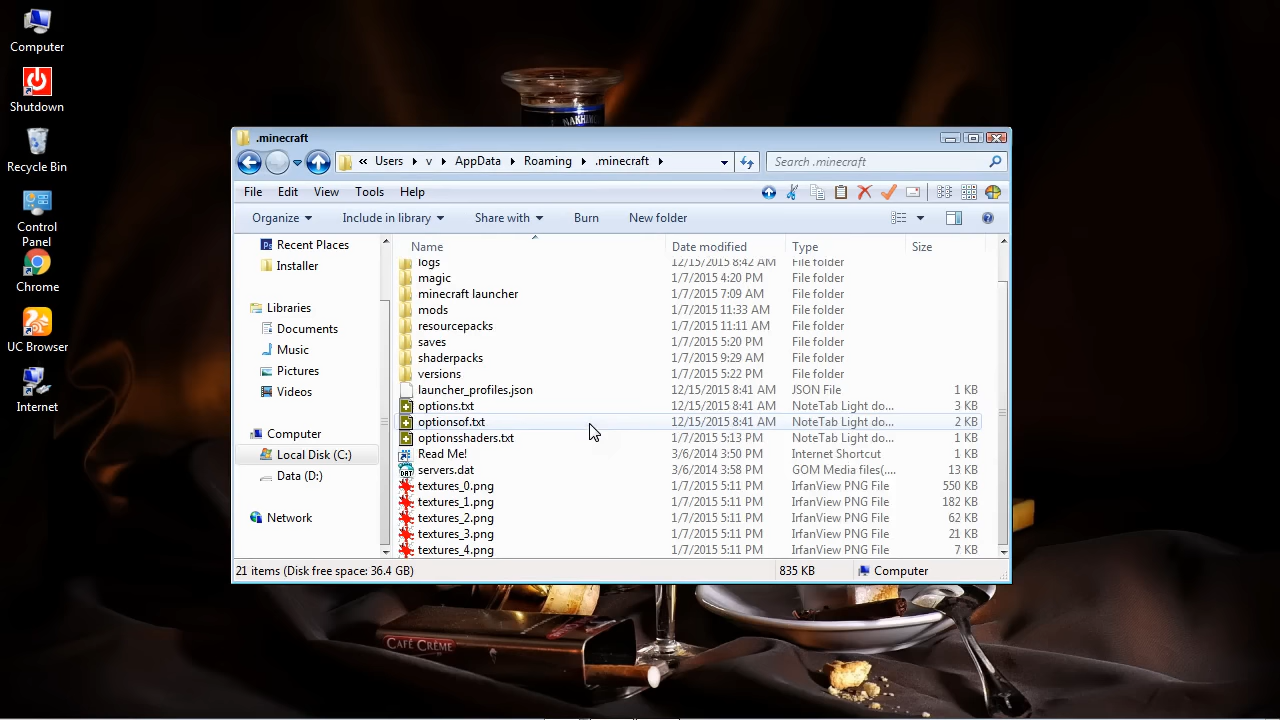 Computer
Shutdown
Recycle Bin
Control
Panel
Chrome
UC Browser
Internet
NAKHIMO
.minecraft
« Users v AppData Roaming .minecraft
Search .minecraft
File Edit View Tools Help
Organize Include in library Share with Burn New folder
Recent Places
Installer
Libraries
Documents
Music
Pictures
Videos
Computer
Local Disk (C:)
Data (D:)
Network
Name Date modified Type Size
logs 12/15/2015 8:42 AM File folder
magic 1/7/2015 4:20 PM File folder
minecraft launcher 1/7/2015 7:09 AM File folder
mods 1/7/2015 11:33 AM File folder
resourcepacks 1/7/2015 11:11 AM File folder
saves 1/7/2015 5:20 PM File folder
shaderpacks 1/7/2015 9:29 AM File folder
versions 1/7/2015 5:22 PM File folder
launcher_profiles.json 12/15/2015 8:41 AM JSON File 1 KB
options.txt 12/15/2015 8:41 AM NoteTab Light do... 3 KB
optionsof.txt 12/15/2015 8:41 AM NoteTab Light do... 2 KB
optionsshaders.txt 1/7/2015 5:13 PM NoteTab Light do... 1 KB
Read Me! 3/6/2014 3:50 PM Internet Shortcut 1 KB
servers.dat 3/6/2014 3:58 PM GOM Media files(.... 13 KB
textures_0.png 1/7/2015 5:11 PM IrfanView PNG File 550 KB
textures_1.png 1/7/2015 5:11 PM IrfanView PNG File 182 KB
textures_2.png 1/7/2015 5:11 PM IrfanView PNG File 62 KB
textures_3.png 1/7/2015 5:11 PM IrfanView PNG File 21 KB
textures_4.png 1/7/2015 5:11 PM IrfanView PNG File 7 KB
21 items (Disk free space: 36.4 GB) 835 KB Computer
CAFÉ CRÈME